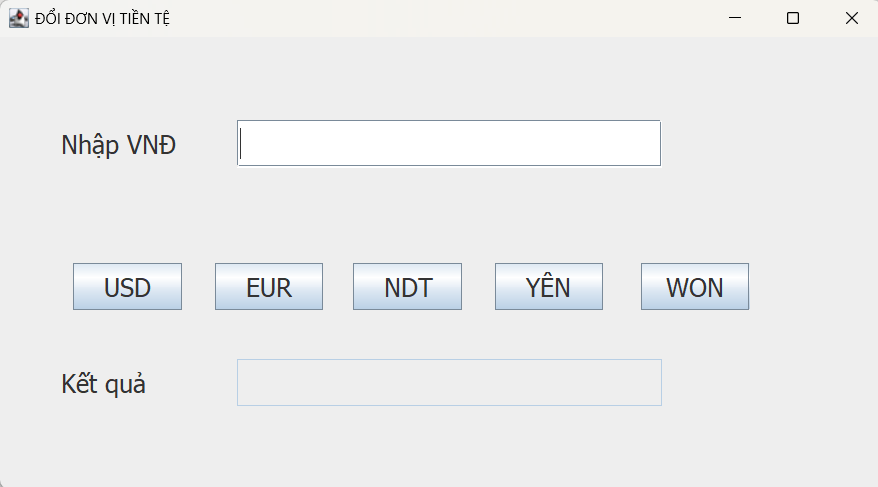 ĐỔI ĐƠN VỊ TIỀN TỆ
Nhập VNĐ
USD EUR NDT YÊN WON
Kết quả